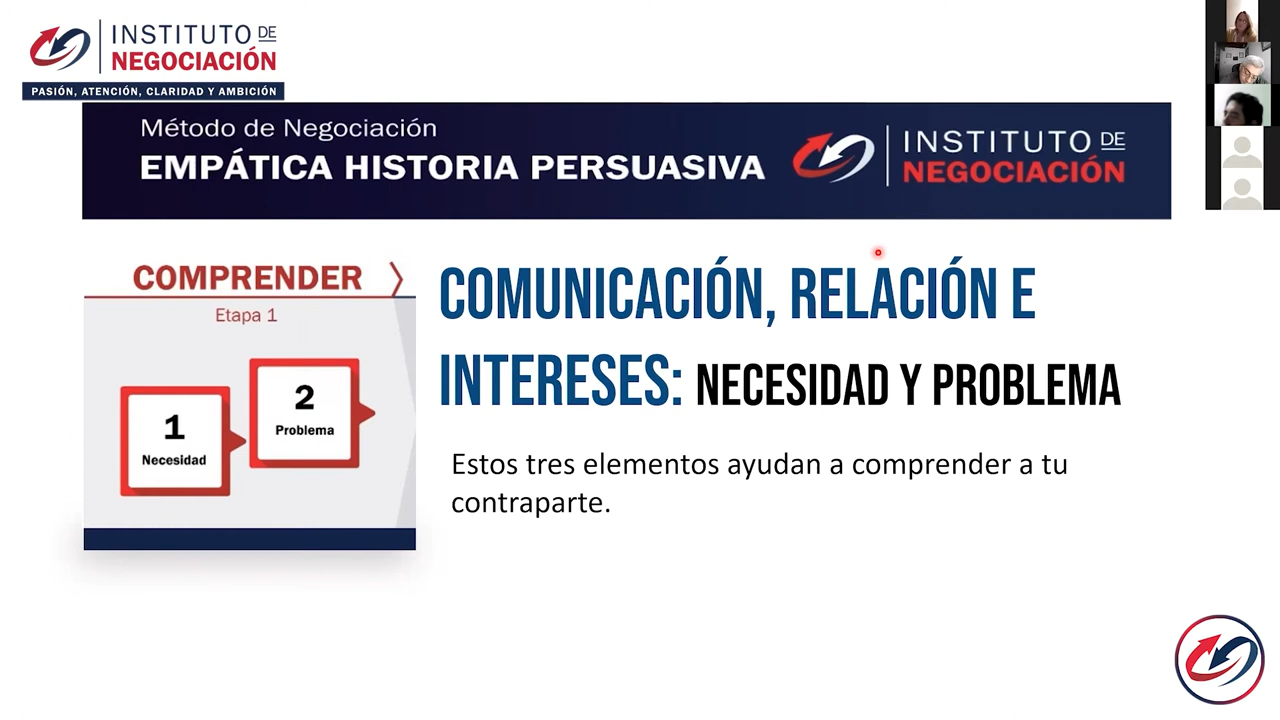 INSTITUTO DE
NEGOCIACIÓN
PASIÓN, ATENCIÓN, CLARIDAD Y AMBICIÓN
Método de Negociación
EMPÁTICA HISTORIA PERSUASIVA
INSTITUTO DE
NEGOCIACIÓN
COMPRENDER
Etapa 1
1
Necesidad
2
Problema
COMUNICACIÓN, RELACIÓN E
INTERESES: NECESIDAD Y PROBLEMA
Estos tres elementos ayudan a comprender a tu
contraparte.